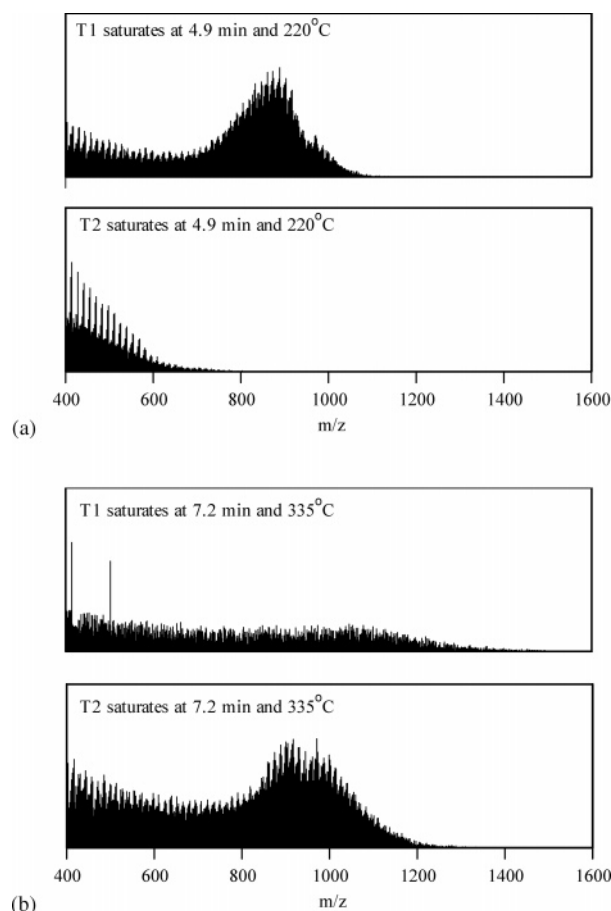 T1 saturates at 4.9 min and 220°C
T2 saturates at 4.9 min and 220°C
400 600 800 1000 1200 1400 1600
m/z
(a)
T1 saturates at 7.2 min and 335°C
T2 saturates at 7.2 min and 335°C
400 600 800 1000 1200 1400 1600
m/z
(b)